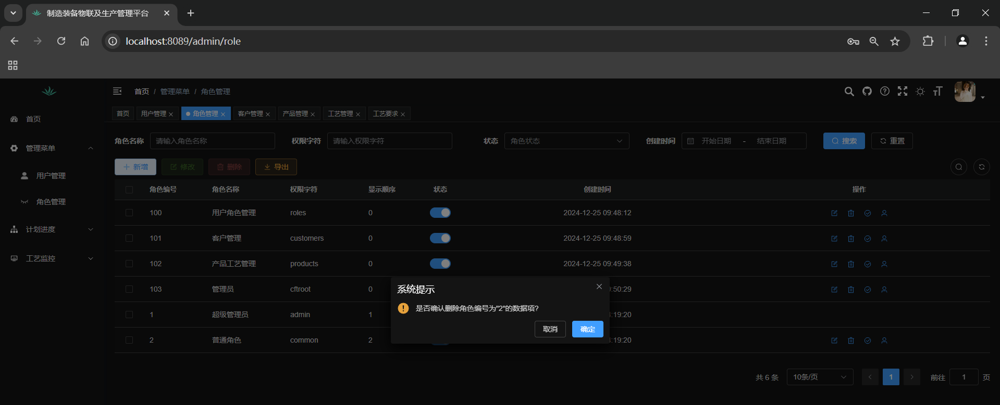 制造装备物联及生产管理平台
localhost:8089/admin/role
首页 / 管理菜单 / 角色管理
首页 用户管理 角色管理 客户管理 产品管理 工艺管理 工艺要求
首页
管理菜单
用户管理
角色管理
计划进度
工艺监控
角色名称 请输入角色名称 权限字符 请输入权限字符 状态 角色状态 创建时间 开始日期 - 结束日期 搜索 重置
新增 修改 删除 导出
角色编号 角色名称 权限字符 显示顺序 状态 创建时间 操作
100 用户角色管理 roles 0 2024-12-25 09:48:12
101 客户管理 customers 0 2024-12-25 09:48:59
102 产品工艺管理 products 0 2024-12-25 09:49:38
103 管理员 cftroot 0 :50:29
1 超级管理员 admin 1 :19:20
2 普通角色 common 2 :19:20
系统提示
是否确认删除角色编号为"2"的数据项?
取消 确定
共 6 条 10条/页 1 前往 1 页